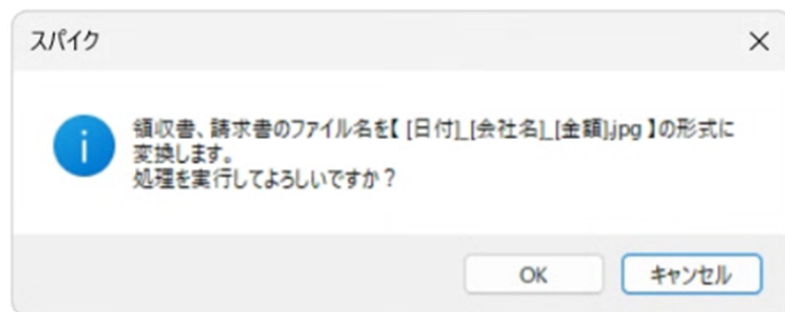 スパイク
領収書、請求書のファイル名を【 [日付]_[会社名]_[金額].jpg 】の形式に
変換します。
処理を実行してよろしいですか？
OK
キャンセル